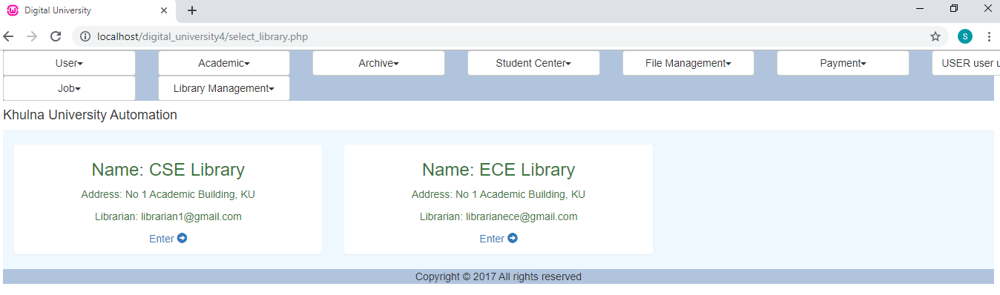 Digital University
localhost/digital_university4/select_library.php
S
User Academic Archive Student Center File Management Payment USER user
Job Library Management
Khulna University Automation
Name: CSE Library
Address: No 1 Academic Building, KU
Librarian: librarian1@gmail.com
Enter
Name: ECE Library
Address: No 1 Academic Building, KU
Librarian: librarianece@gmail.com
Enter
Copyright © 2017 All rights reserved